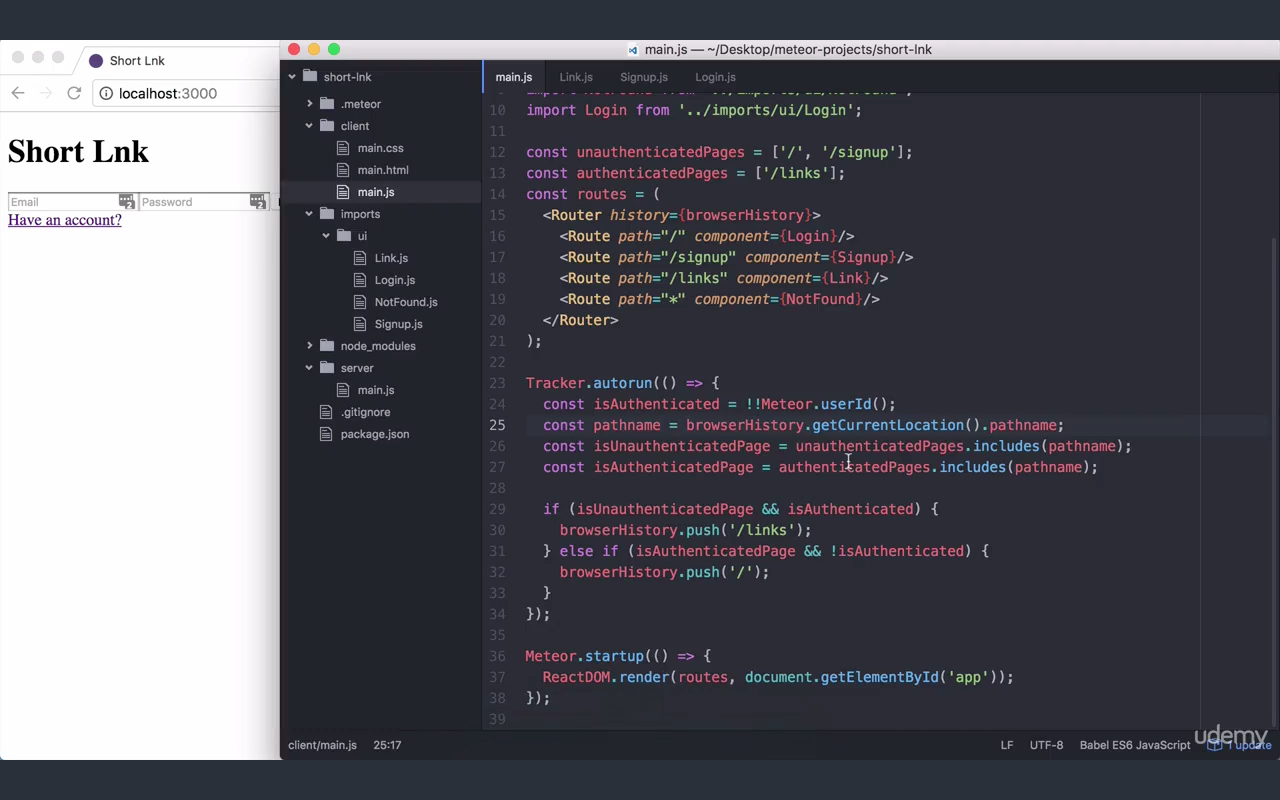 main.js — ~/Desktop/meteor-projects/short-lnk
Short Lnk
localhost:3000
Short Lnk
Email
Password
Have an account?
short-lnk
.meteor
client
main.css
main.html
main.js
imports
ui
Link.js
Login.js
NotFound.js
Signup.js
node_modules
server
main.js
.gitignore
package.json
main.js Link.js Signup.js Login.js
10 import Login from '../imports/ui/Login';
11
12 const unauthenticatedPages = ['/', '/signup'];
13 const authenticatedPages = ['/links'];
14 const routes = (
15 <Router history={browserHistory}>
16 <Route path="/" component={Login}/>
17 <Route path="/signup" component={Signup}/>
18 <Route path="/links" component={Link}/>
19 <Route path="*" component={NotFound}/>
20 </Router>
21 );
22
23 Tracker.autorun(() => {
24 const isAuthenticated = !!Meteor.userId();
25 const pathname = browserHistory.getCurrentLocation().pathname;
26 const isUnauthenticatedPage = unauthenticatedPages.includes(pathname);
27 const isAuthenticatedPage = authenticatedPages.includes(pathname);
28
29 if (isUnauthenticatedPage && isAuthenticated) {
30 browserHistory.push('/links');
31 } else if (isAuthenticatedPage && !isAuthenticated) {
32 browserHistory.push('/');
33 }
34 });
35
36 Meteor.startup(() => {
37 ReactDOM.render(routes, document.getElementById('app'));
38 });
39
client/main.js 25:17
LF UTF-8 Babel ES6 JavaScript 1 update
udemy